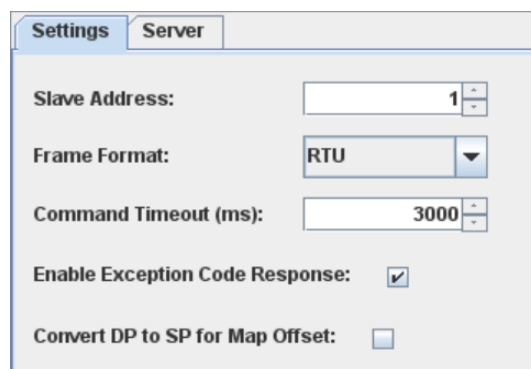 Settings Server
Slave Address: 1
Frame Format: RTU
Command Timeout (ms): 3000
Enable Exception Code Response:
Convert DP to SP for Map Offset: